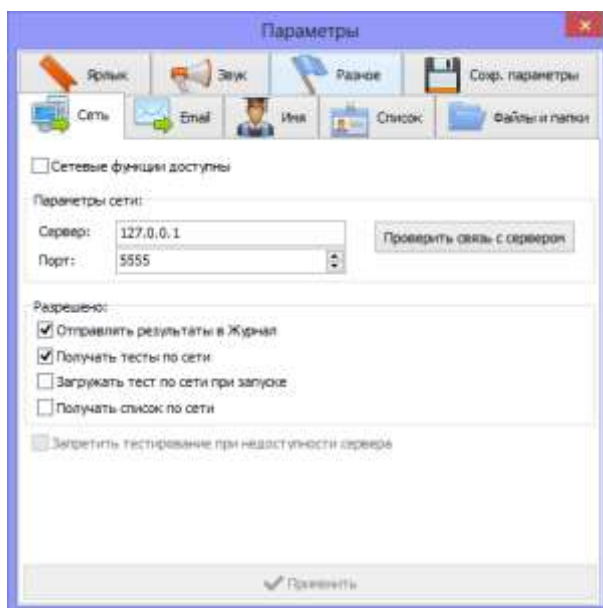 Параметры
Ярлык Звук Разное Сохр. параметры
Сеть Email Имя Список Файлы и папки
Сетевые функции доступны
Параметры сети:
Сервер: 127.0.0.1 Проверить связь с сервером
Порт: 5555
Разрешено:
Отправлять результаты в Журнал
Получать тесты по сети
Загружать тест по сети при запуске
Получать список по сети
Запретить тестирование при недоступности сервера
Применить